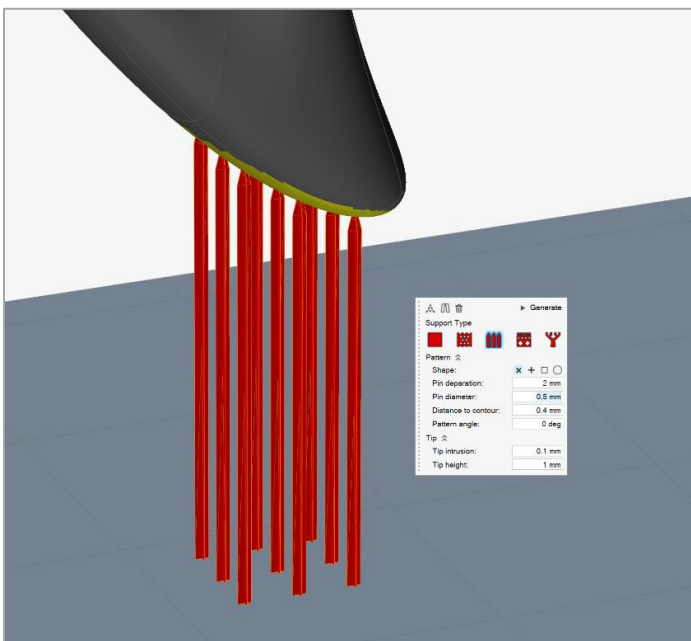 Generate
Support Type
Pattern
Shape:
Pin deparation: 2 mm
Pin diameter: 0.8 mm
Distance to contour: 0.4 mm
Pattern angle: 0 deg
Tip
Tip intrusion: 0.1 mm
Tip height: 1 mm